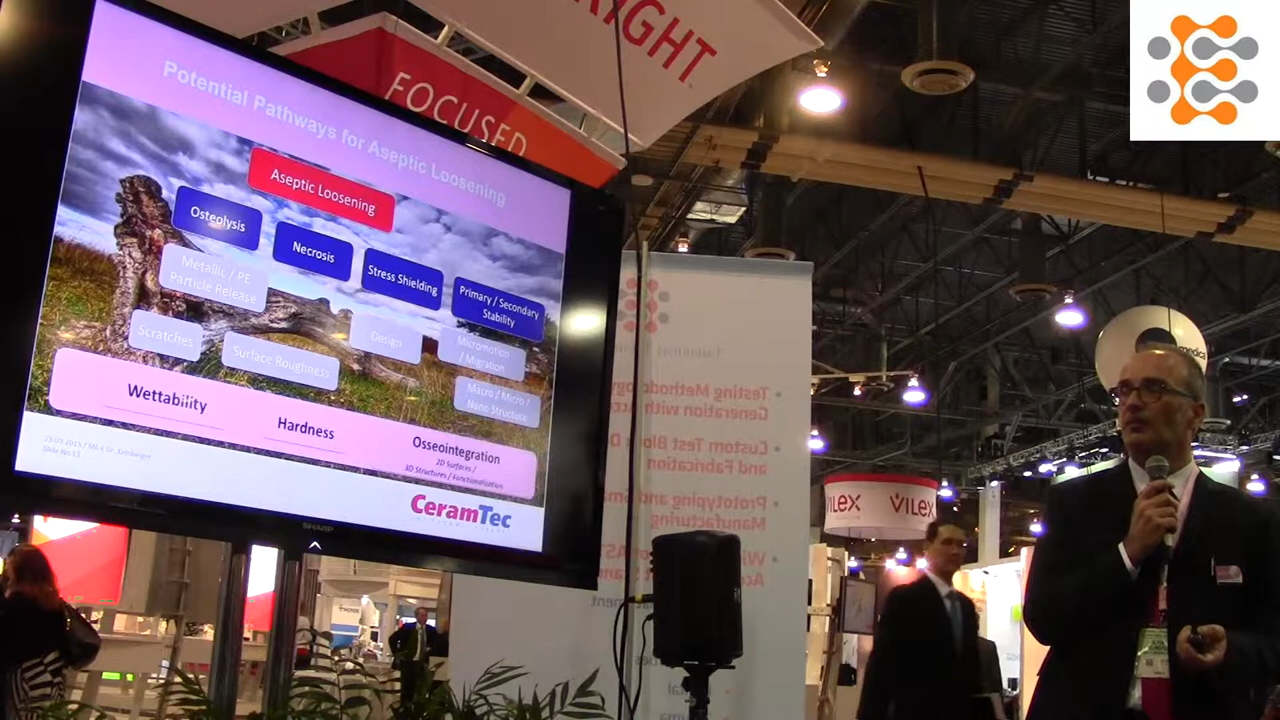 RIGHT
FOCUSED
Potential Pathways for Aseptic Loosening
Aseptic Loosening
Osteolysis
Necrosis
Stress Shielding
Primary / Secondary
Stability
Metallic / PE
Particle Release
Scratches
Surface Roughness
Design
Micromotion
/ Migration
Macro / Micro /
Nano Structure
Wettability
Hardness
Osseointegration
2D Surfaces /
3D Structures / Functionalization
CeramTec
SHARP
Testing Methodology
Generation with
Custom Test Block
and Fabrication
Prototyping and
Manufacturing
VILEX
VILEX